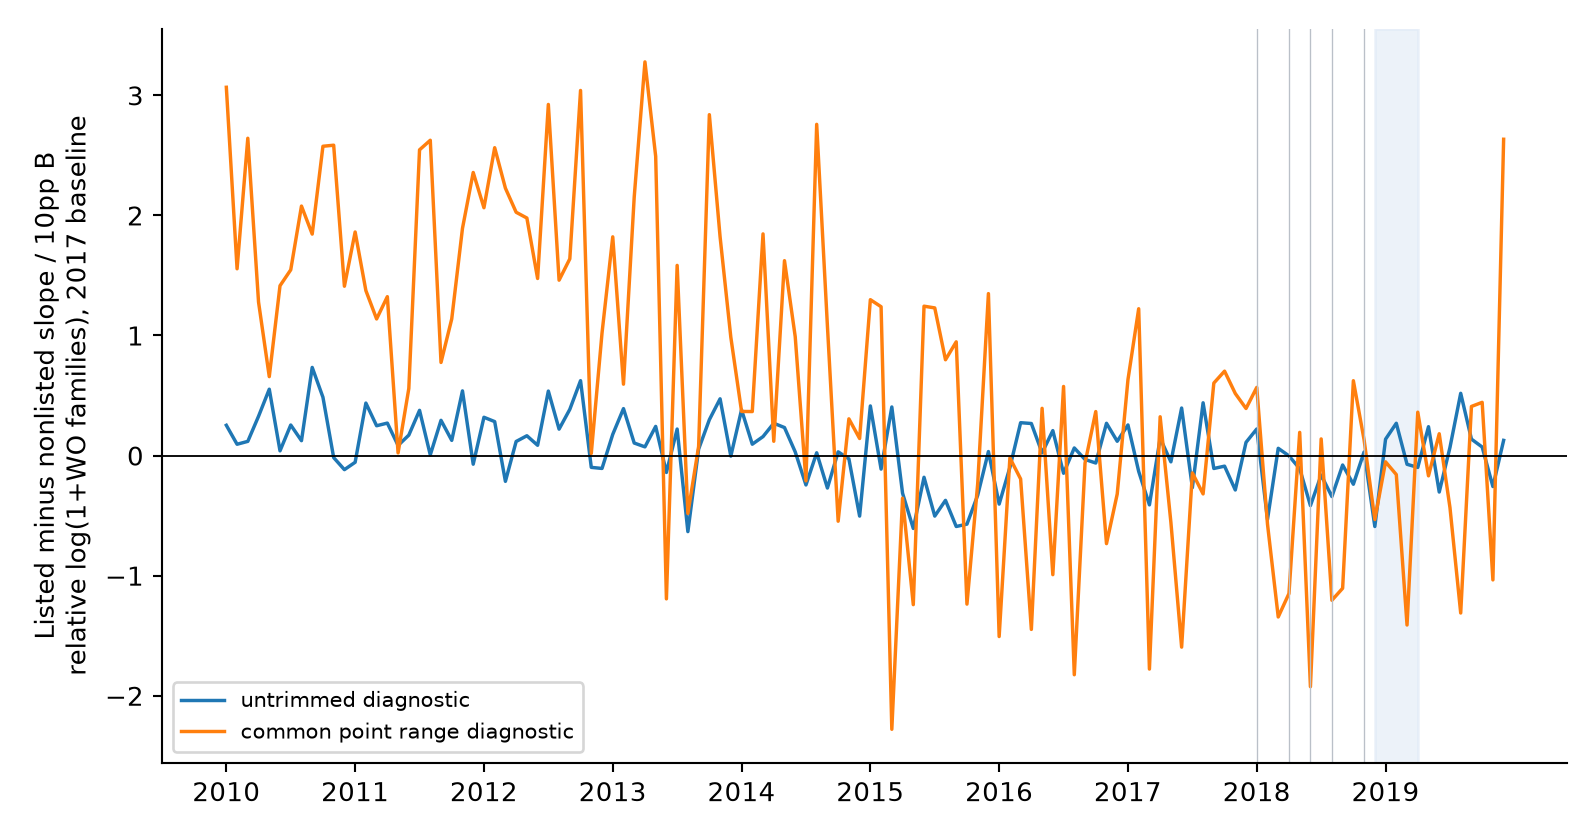 Listed minus nonlisted slope / 10pp B
relative log(1+WO families), 2017 baseline
3
2
1
0
−1
−2
untrimmed diagnostic
common point range diagnostic
2010 2011 2012 2013 2014 2015 2016 2017 2018 2019